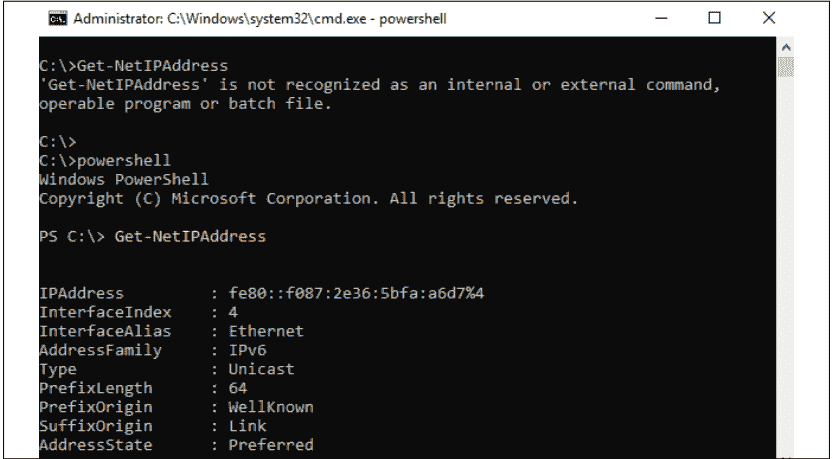 Administrator: C:\Windows\system32\cmd.exe - powershell
C:\>Get-NetIPAddress
'Get-NetIPAddress' is not recognized as an internal or external command,
operable program or batch file.
C:\>
C:\>powershell
Windows PowerShell
Copyright (C) Microsoft Corporation. All rights reserved.
PS C:\> Get-NetIPAddress
IPAddress : fe80::f087:2e36:5bfa:a6d7%4
InterfaceIndex : 4
InterfaceAlias : Ethernet
AddressFamily : IPv6
Type : Unicast
PrefixLength : 64
PrefixOrigin : WellKnown
SuffixOrigin : Link
AddressState : Preferred